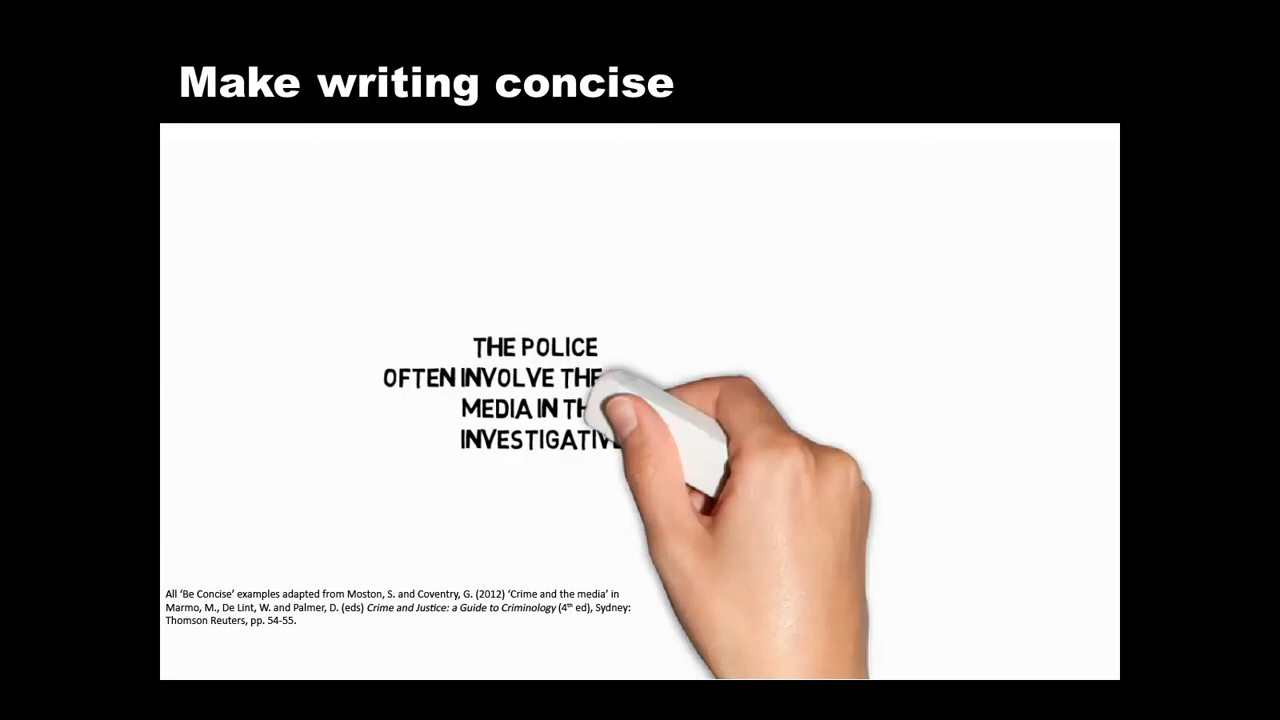 Make writing concise
THE POLICE
OFTEN INVOLVE THE
MEDIA IN
INVESTIGATIVE
All ‘Be Concise’ examples adapted from Moston, S. and Coventry, G. (2012) ‘Crime and the media’ in
Marmo, M., De Lint, W. and Palmer, D. (eds) Crime and Justice: a Guide to Criminology (4th ed), Sydney:
Thomson Reuters, pp. 54-55.